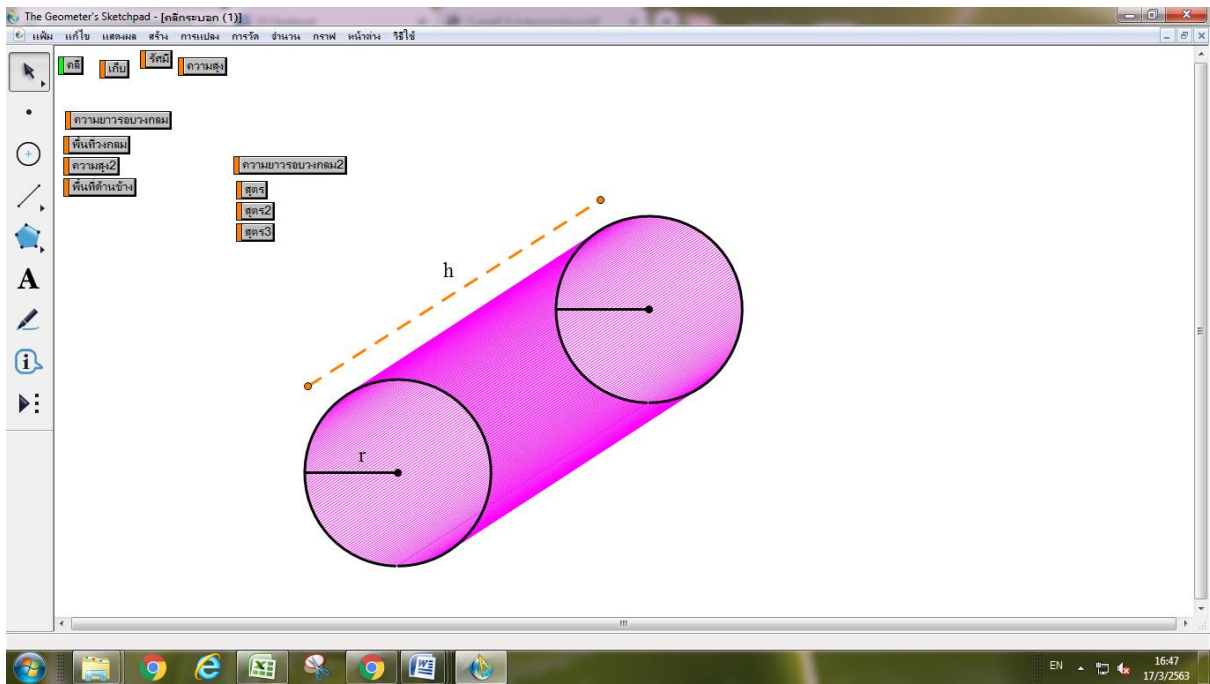 The Geometer's Sketchpad - [คลี่กระบอก (1)]
แฟ้ม แก้ไข แสดงผล สร้าง การแปลง การวัด จำนวน กราฟ หน้าต่าง วิธีใช้
คลี่ เก็บ รัศมี ความสูง
ความยาวรอบวงกลม
พื้นที่วงกลม
ความสูง2 ความยาวรอบวงกลม2
พื้นที่ด้านข้าง สูตร
สูตร2
สูตร3
h
r
A
EN 16:47
17/3/2563